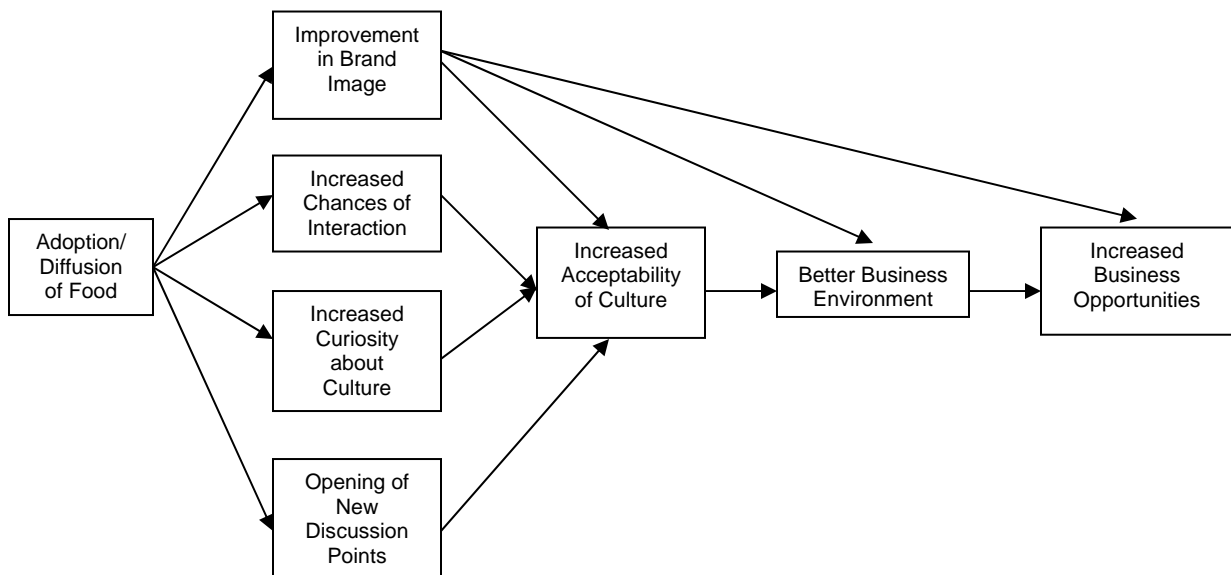 Improvement
in Brand
Image
Increased
Chances of
Interaction
Adoption/
Diffusion
of Food
Increased
Curiosity
about
Culture
Opening of
New
Discussion
Points
Increased
Acceptability
of Culture
Better Business
Environment
Increased
Business
Opportunities